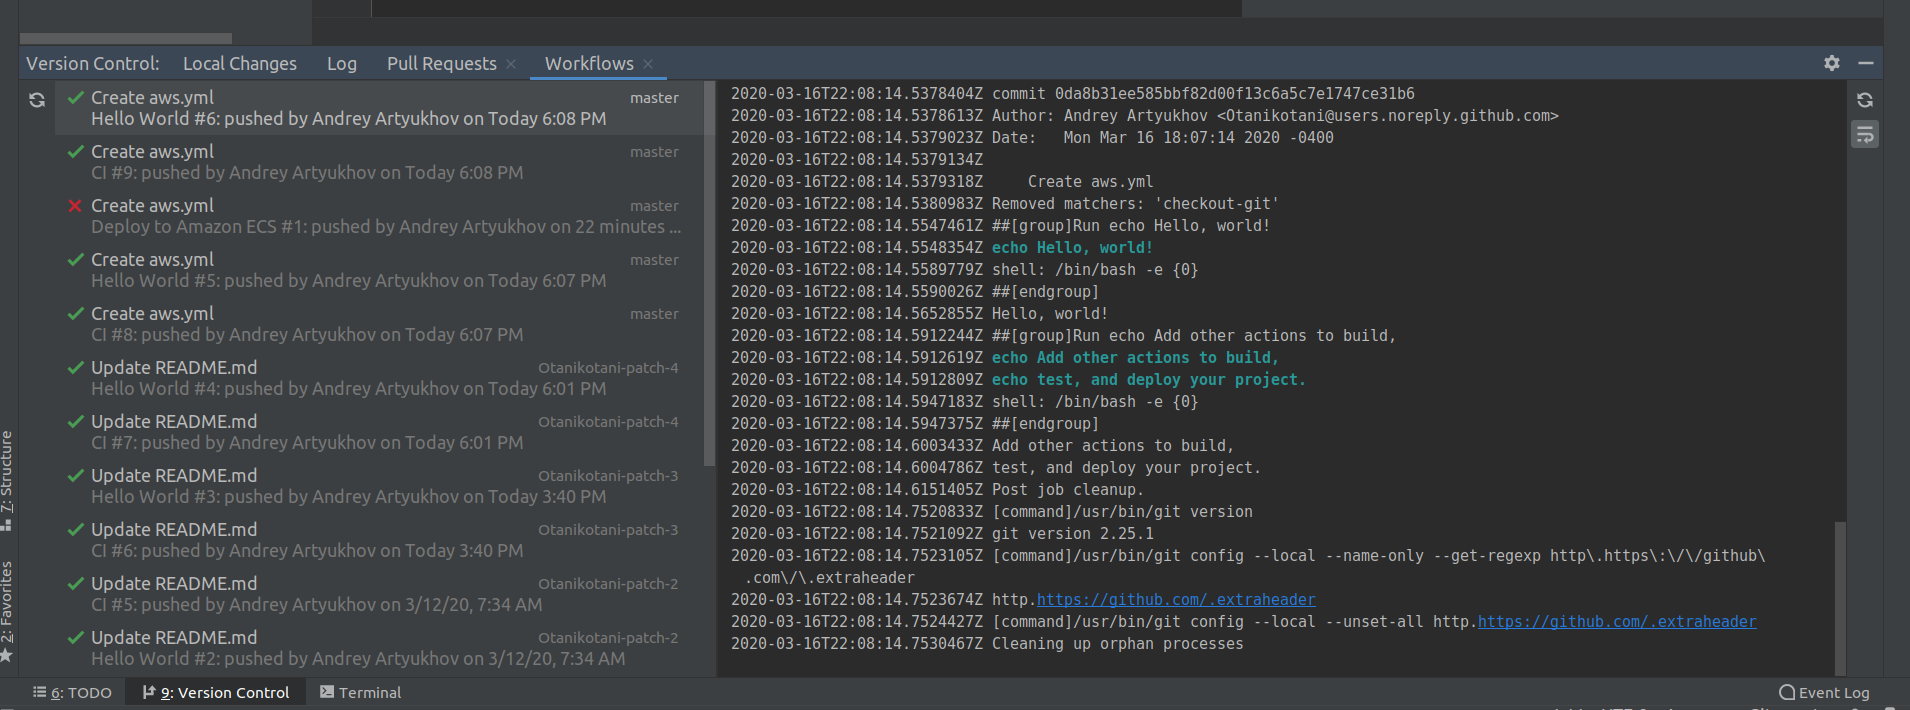 Version Control: Local Changes Log Pull Requests Workflows
Create aws.yml master
Hello World #6: pushed by Andrey Artyukhov on Today 6:08 PM
Create aws.yml master
CI #9: pushed by Andrey Artyukhov on Today 6:08 PM
Create aws.yml master
Deploy to Amazon ECS #1: pushed by Andrey Artyukhov on 22 minutes ...
Create aws.yml master
Hello World #5: pushed by Andrey Artyukhov on Today 6:07 PM
Create aws.yml master
CI #8: pushed by Andrey Artyukhov on Today 6:07 PM
Update README.md Otanikotani-patch-4
Hello World #4: pushed by Andrey Artyukhov on Today 6:01 PM
Update README.md Otanikotani-patch-4
CI #7: pushed by Andrey Artyukhov on Today 6:01 PM
Update README.md Otanikotani-patch-3
Hello World #3: pushed by Andrey Artyukhov on Today 3:40 PM
Update README.md Otanikotani-patch-3
CI #6: pushed by Andrey Artyukhov on Today 3:40 PM
Update README.md Otanikotani-patch-2
CI #5: pushed by Andrey Artyukhov on 3/12/20, 7:34 AM
Update README.md Otanikotani-patch-2
Hello World #2: pushed by Andrey Artyukhov on 3/12/20, 7:34 AM
2020-03-16T22:08:14.5378404Z commit 0da8b31ee585bbf82d00f13c6a5c7e1747ce31b6
2020-03-16T22:08:14.5378613Z Author: Andrey Artyukhov <Otanikotani@users.noreply.github.com>
2020-03-16T22:08:14.5379023Z Date:   Mon Mar 16 18:07:14 2020 -0400
2020-03-16T22:08:14.5379134Z
2020-03-16T22:08:14.5379318Z     Create aws.yml
2020-03-16T22:08:14.5380983Z Removed matchers: 'checkout-git'
2020-03-16T22:08:14.5547461Z ##[group]Run echo Hello, world!
2020-03-16T22:08:14.5548354Z echo Hello, world!
2020-03-16T22:08:14.5589779Z shell: /bin/bash -e {0}
2020-03-16T22:08:14.5590026Z ##[endgroup]
2020-03-16T22:08:14.5652855Z Hello, world!
2020-03-16T22:08:14.5912244Z ##[group]Run echo Add other actions to build,
2020-03-16T22:08:14.5912619Z echo Add other actions to build,
2020-03-16T22:08:14.5912809Z echo test, and deploy your project.
2020-03-16T22:08:14.5947183Z shell: /bin/bash -e {0}
2020-03-16T22:08:14.5947375Z ##[endgroup]
2020-03-16T22:08:14.6003433Z Add other actions to build,
2020-03-16T22:08:14.6004786Z test, and deploy your project.
2020-03-16T22:08:14.6151405Z Post job cleanup.
2020-03-16T22:08:14.7520833Z [command]/usr/bin/git version
2020-03-16T22:08:14.7521092Z git version 2.25.1
2020-03-16T22:08:14.7523105Z [command]/usr/bin/git config --local --name-only --get-regexp http\.https\:\/\/github\
.com\/\.extraheader
2020-03-16T22:08:14.7523674Z http.https://github.com/.extraheader
2020-03-16T22:08:14.7524427Z [command]/usr/bin/git config --local --unset-all http.https://github.com/.extraheader
2020-03-16T22:08:14.7530467Z Cleaning up orphan processes
7: Structure
2: Favorites
6: TODO 9: Version Control Terminal Event Log